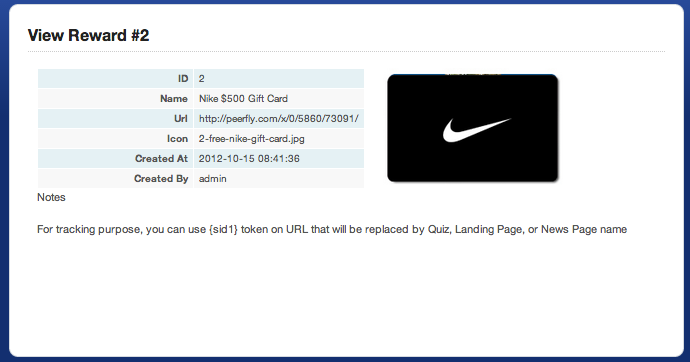 View Reward #2
ID 2
Name Nike $500 Gift Card
Url http://peerfly.com/x/0/5860/73091/
Icon 2-free-nike-gift-card.jpg
Created At 2012-10-15 08:41:36
Created By admin
Notes
For tracking purpose, you can use {sid1} token on URL that will be replaced by Quiz, Landing Page, or News Page name